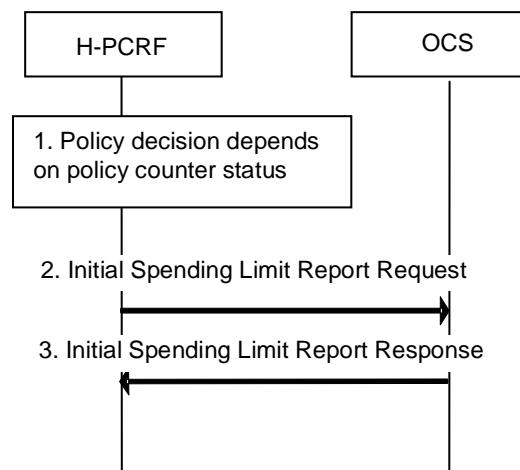 H-PCRF
OCS
1. Policy decision depends
on policy counter status
2. Initial Spending Limit Report Request
3. Initial Spending Limit Report Response